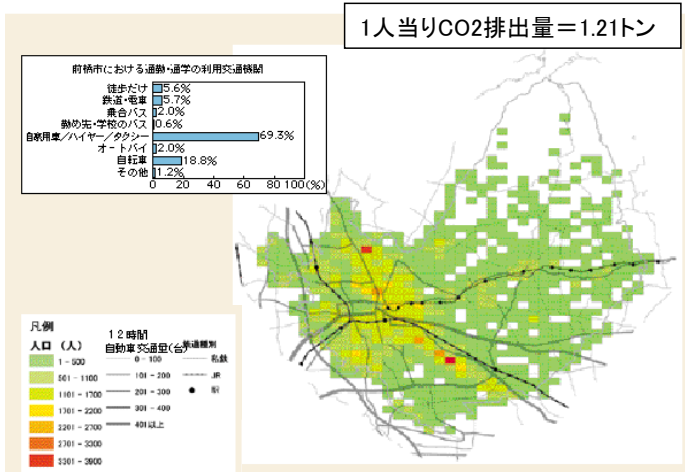 1人当りCO2排出量＝1.21トン
前橋市における通勤・通学の利用交通機関
徒歩だけ 5.6%
鉄道・電車 5.7%
乗合バス 2.0%
勤め先・学校のバス 0.6%
自家用車/ハイヤー/タクシー 69.3%
オートバイ 2.0%
自転車 18.8%
その他 1.2%
0 20 40 60 80 100(%)
凡例
人口 (人)
1 - 500
501 - 1100
1101 - 1700
1701 - 2200
2201 - 2700
2701 - 3300
3301 - 3900
12時間
自動車交通量(台)
0 - 100
101 - 200
201 - 300
301 - 400
401以上
鉄道種別
私鉄
JR
駅